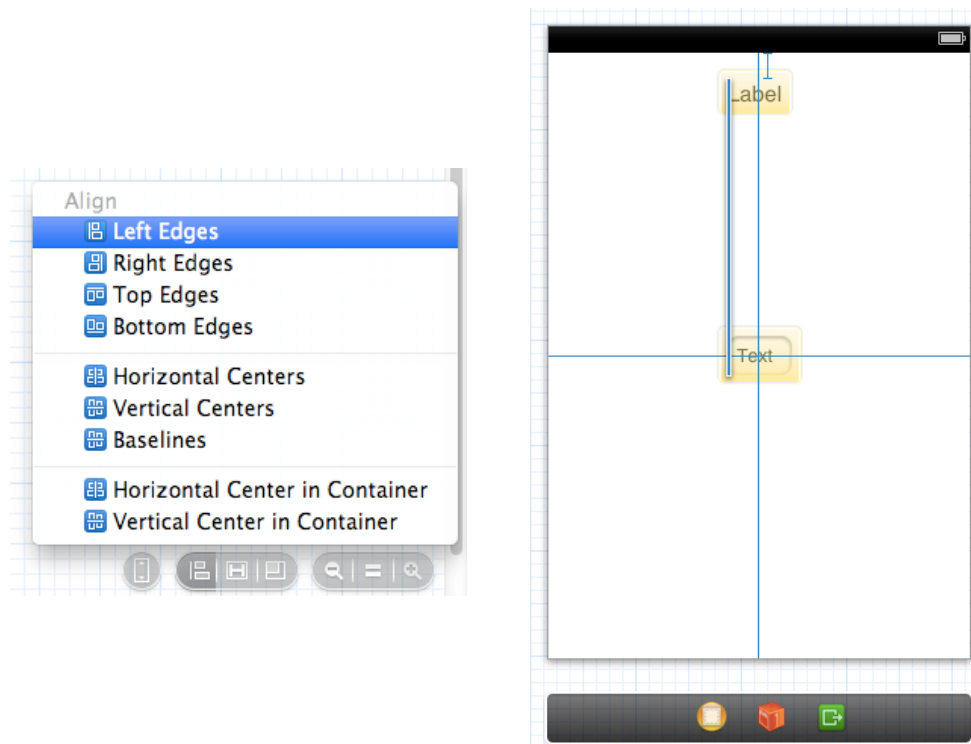 Align
Left Edges
Right Edges
Top Edges
Bottom Edges
Horizontal Centers
Vertical Centers
Baselines
Horizontal Center in Container
Vertical Center in Container
Label
Text